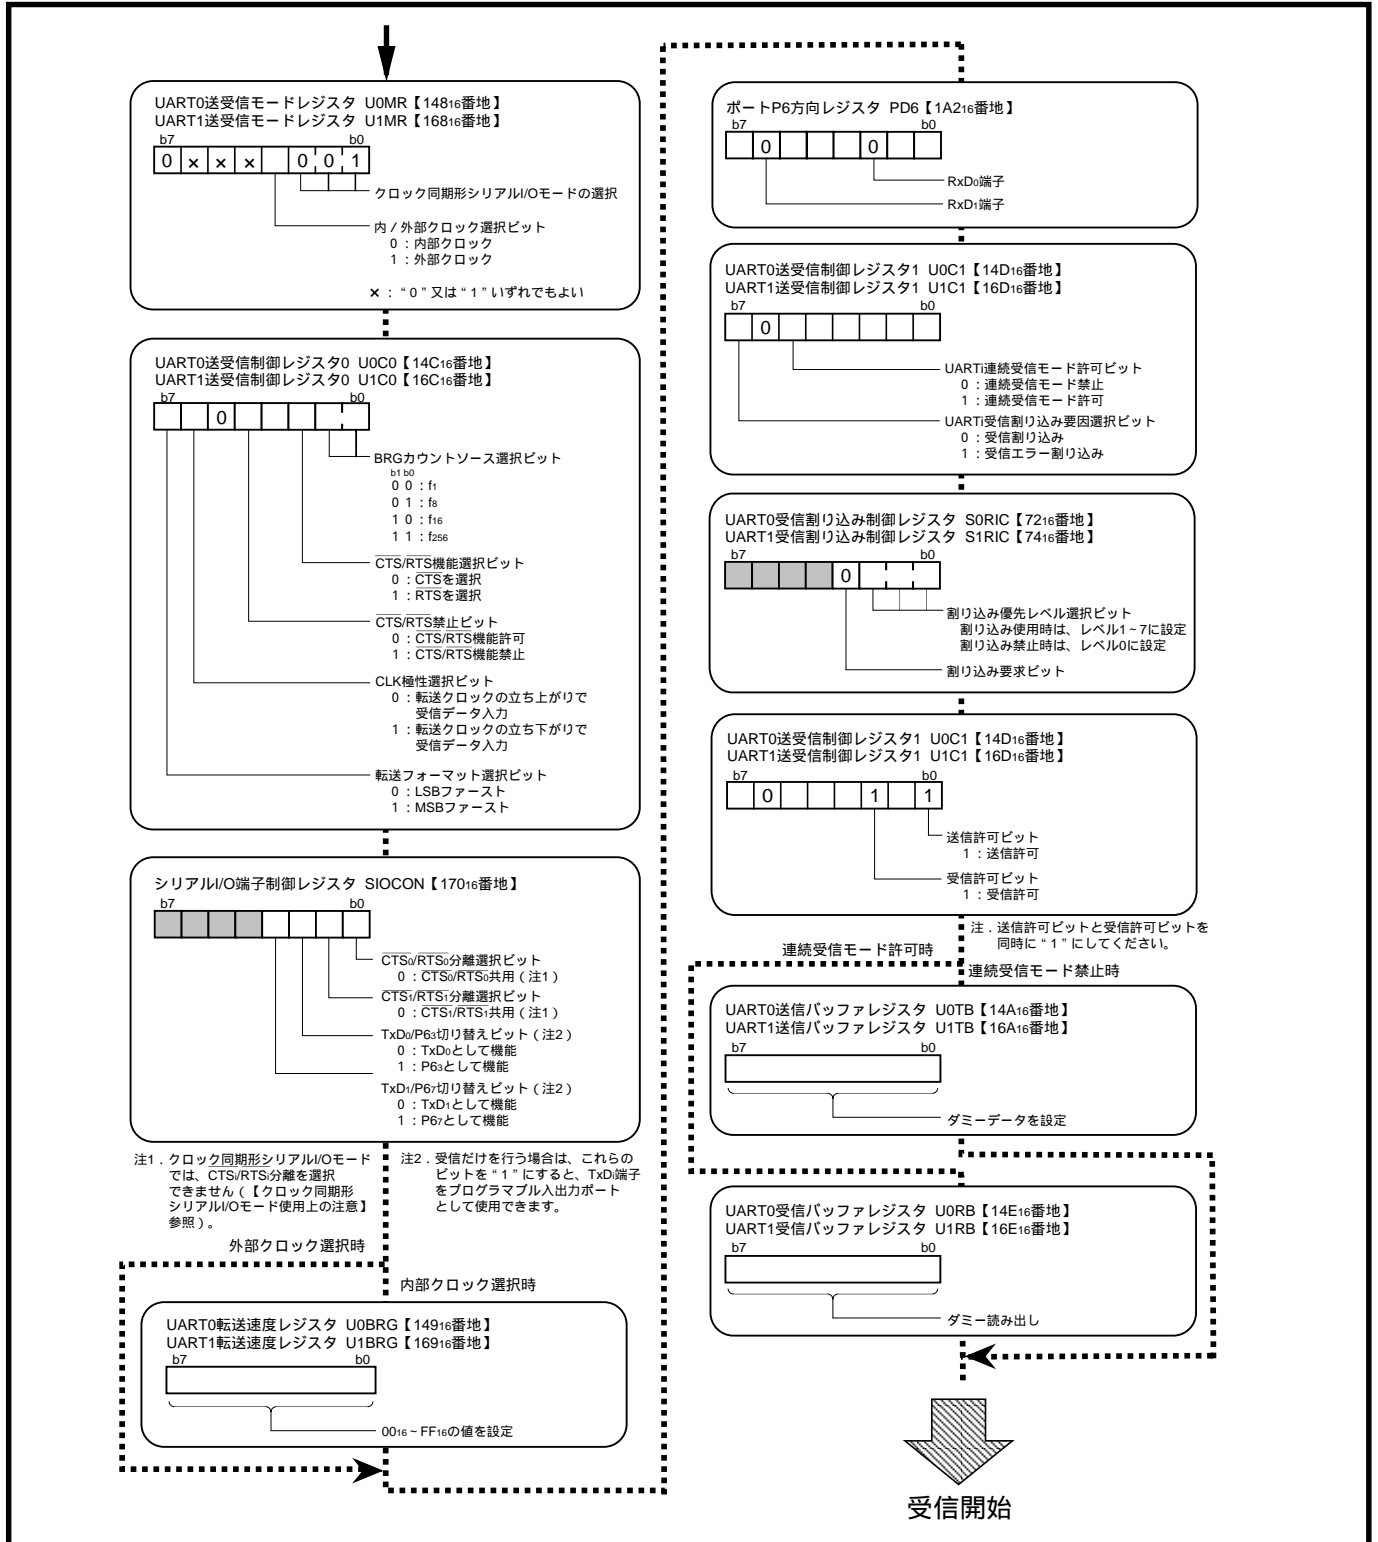 UART0送受信モードレジスタ U0MR【14816番地】
UART1送受信モードレジスタ U1MR【16816番地】
b7 b0
0 × × × 0 0 1
クロック同期形シリアルI/Oモードの選択
内 / 外部クロック選択ビット
0 : 内部クロック
1 : 外部クロック
× : “ 0 ” 又は “ 1 ” いずれでもよい
UART0送受信制御レジスタ0 U0C0【14C16番地】
UART1送受信制御レジスタ0 U1C0【16C16番地】
b7 b0
0
BRGカウントソース選択ビット
b1 b0
0 0 : f1
0 1 : f8
1 0 : f16
1 1 : f256
CTS/RTS機能選択ビット
0 : CTSを選択
1 : RTSを選択
CTS/RTS禁止ビット
0 : CTS/RTS機能許可
1 : CTS/RTS機能禁止
CLK極性選択ビット
0 : 転送クロックの立ち上がりで
受信データ入力
1 : 転送クロックの立ち下がりで
受信データ入力
転送フォーマット選択ビット
0 : LSBファースト
1 : MSBファースト
シリアルI/O端子制御レジスタ SIOCON【17016番地】
b7 b0
CTS0/RTS0分離選択ビット
0 : CTS0/RTS0共用 ( 注1 )
CTS1/RTS1分離選択ビット
0 : CTS1/RTS1共用 ( 注1 )
TxD0/P63切り替えビット ( 注2 )
0 : TxD0として機能
1 : P63として機能
TxD1/P67切り替えビット ( 注2 )
0 : TxD1として機能
1 : P67として機能
注1 . クロック同期形シリアルI/Oモード
では、CTSi/RTSi分離を選択
できません ( 【クロック同期形
シリアルI/Oモード使用上の注意】
参照 )。
注2 . 受信だけを行う場合は、これらの
ビットを “ 1 ” にすると、TxDi端子
をプログラマブル入出力ポート
として使用できます。
外部クロック選択時
内部クロック選択時
UART0転送速度レジスタ U0BRG【14916番地】
UART1転送速度レジスタ U1BRG【16916番地】
b7 b0
0016 ~ FF16の値を設定
ポートP6方向レジスタ PD6【1A216番地】
b7 b0
0 0
RxD0端子
RxD1端子
UART0送受信制御レジスタ1 U0C1【14D16番地】
UART1送受信制御レジスタ1 U1C1【16D16番地】
b7 b0
0
UARTi連続受信モード許可ビット
0 : 連続受信モード禁止
1 : 連続受信モード許可
UARTi受信割り込み要因選択ビット
0 : 受信割り込み
1 : 受信エラー割り込み
UART0受信割り込み制御レジスタ S0RIC【7216番地】
UART1受信割り込み制御レジスタ S1RIC【7416番地】
b7 b0
0
割り込み優先レベル選択ビット
割り込み使用時は、レベル1 ~ 7に設定
割り込み禁止時は、レベル0に設定
割り込み要求ビット
UART0送受信制御レジスタ1 U0C1【14D16番地】
UART1送受信制御レジスタ1 U1C1【16D16番地】
b7 b0
0 1 1
送信許可ビット
1 : 送信許可
受信許可ビット
1 : 受信許可
注 . 送信許可ビットと受信許可ビットを
同時に “ 1 ” にしてください。
連続受信モード許可時
連続受信モード禁止時
UART0送信バッファレジスタ U0TB【14A16番地】
UART1送信バッファレジスタ U1TB【16A16番地】
b7 b0
ダミーデータを設定
UART0受信バッファレジスタ U0RB【14E16番地】
UART1受信バッファレジスタ U1RB【16E16番地】
b7 b0
ダミー読み出し
受信開始